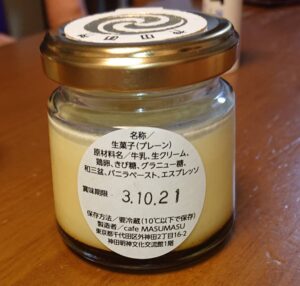 名称／
生菓子（プレーン）
原材料名／牛乳、生クリーム、
鶏卵、きび糖、グラニュー糖、
和三盆、バニラペースト、エスプレッソ
賞味期限 3.10.21
保存方法／要冷蔵（10℃以下で保存）
製造者／cafe MASUMASU
東京都千代田区外神田2丁目16-2
神田明神文化交流館1階